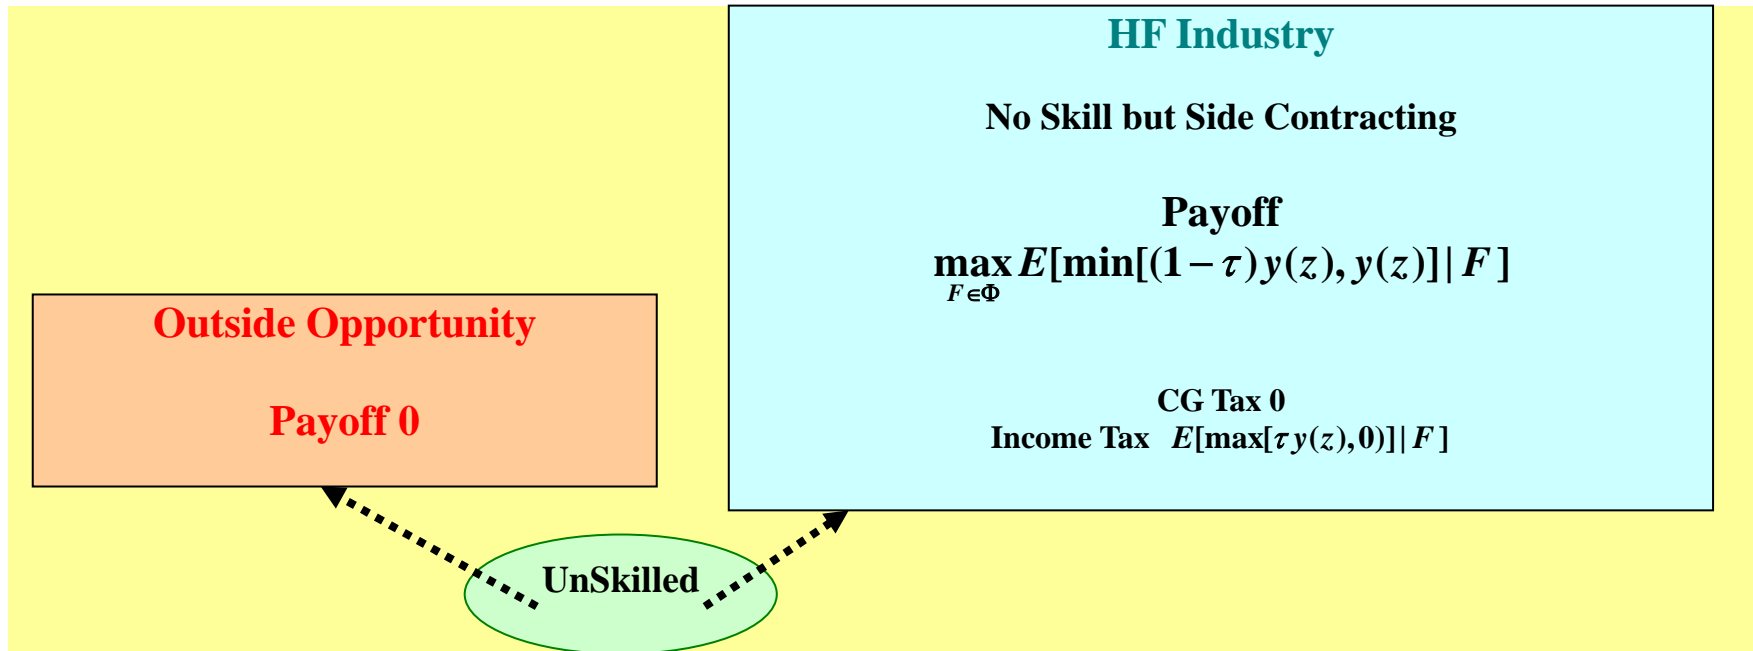 HF Industry
No Skill but Side Contracting
Payoff
max E[min[(1−τ)y(z), y(z)]| F]
F∈Φ
Outside Opportunity
Payoff 0
CG Tax 0
Income Tax E[max[τy(z),0)]| F]
UnSkilled